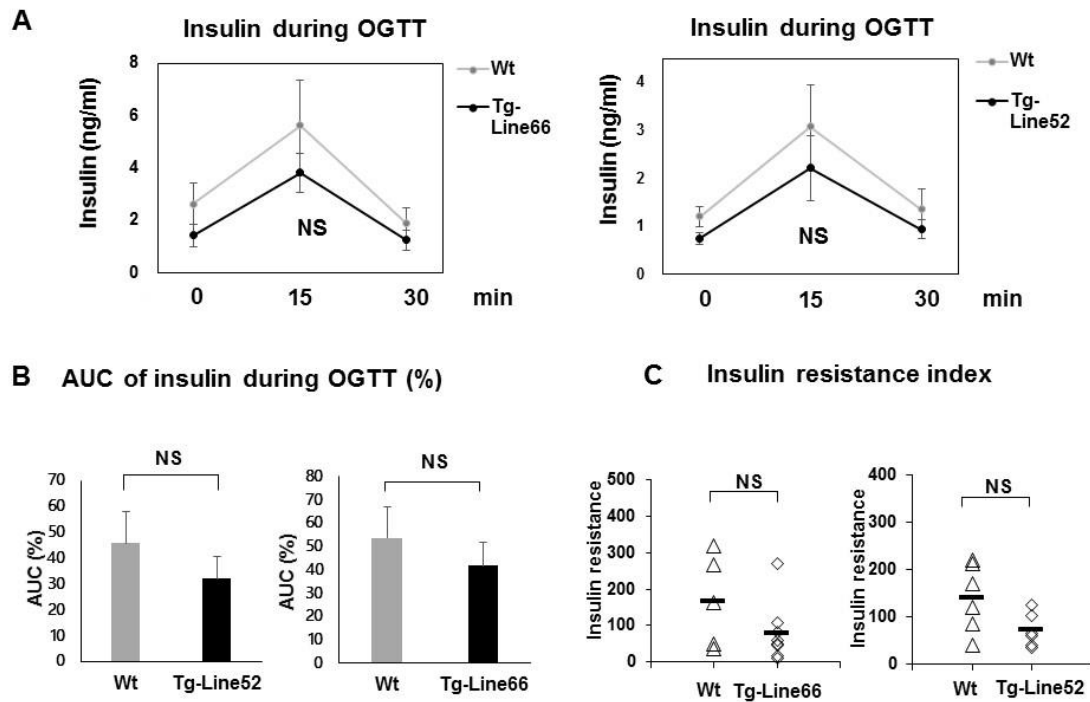 A
Insulin during OGTT
Insulin (ng/ml)
8
6
4
2
0
0 15 30 min
NS
Wt
Tg-
Line66
Insulin during OGTT
Insulin (ng/ml)
4
3
2
1
0
0 15 30 min
NS
Wt
Tg-
Line52
B AUC of insulin during OGTT (%)
NS
AUC (%)
70
60
50
40
30
20
10
0
Wt Tg-Line52
NS
AUC (%)
80
70
60
50
40
30
20
10
0
Wt Tg-Line66
C Insulin resistance index
NS
Insulin resistance
500
400
300
200
100
0
Wt Tg-Line66
NS
Insulin resistance
400
300
200
100
0
Wt Tg-Line52